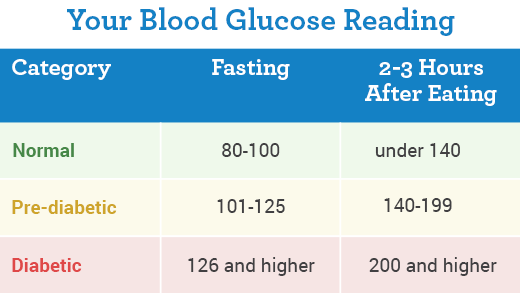 Your Blood Glucose Reading
Category Fasting 2-3 Hours
After Eating
Normal 80-100 under 140
Pre-diabetic 101-125 140-199
Diabetic 126 and higher 200 and higher